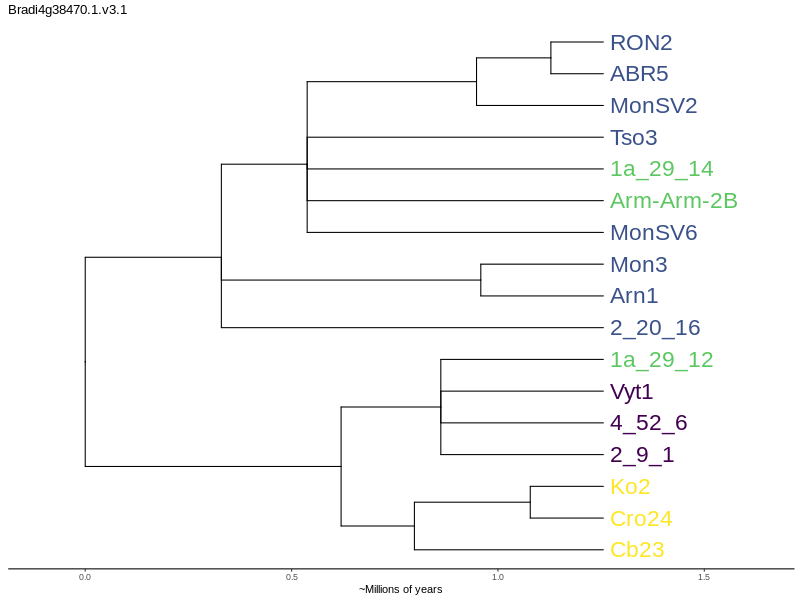 Bradi4g38470.1.v3.1
RON2
ABR5
MonSV2
Tso3
1a_29_14
Arm-Arm-2B
MonSV6
Mon3
Arn1
2_20_16
1a_29_12
Vyt1
4_52_6
2_9_1
Ko2
Cro24
Cb23
0.0 0.5 1.0 1.5
~Millions of years